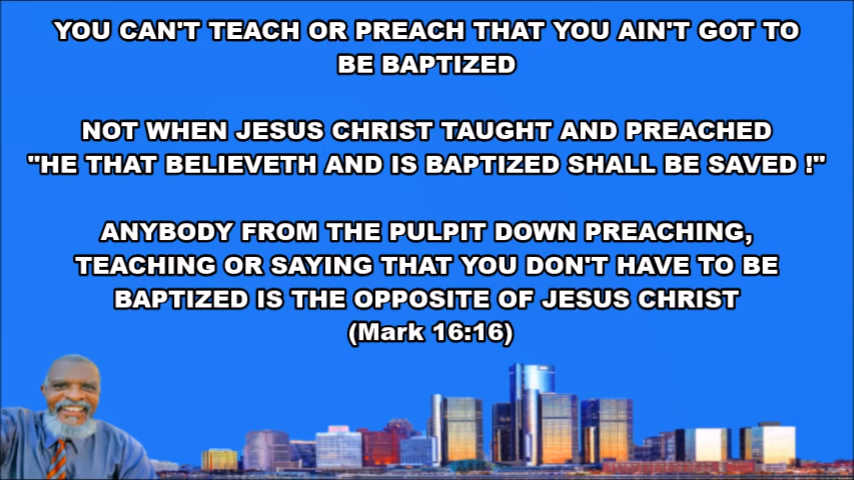 YOU CAN'T TEACH OR PREACH THAT YOU AIN'T GOT TO
BE BAPTIZED
NOT WHEN JESUS CHRIST TAUGHT AND PREACHED
"HE THAT BELIEVETH AND IS BAPTIZED SHALL BE SAVED !"
ANYBODY FROM THE PULPIT DOWN PREACHING,
TEACHING OR SAYING THAT YOU DON'T HAVE TO BE
BAPTIZED IS THE OPPOSITE OF JESUS CHRIST
(Mark 16:16)